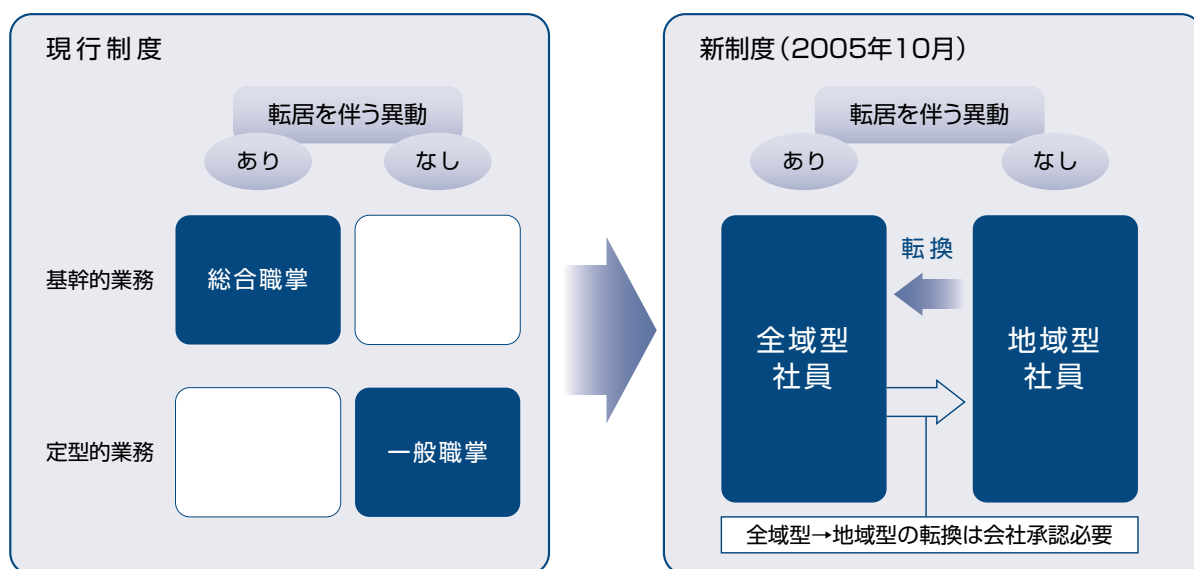 現行制度
転居を伴う異動
あり
なし
基幹的業務
総合職掌
定型的業務
一般職掌
新制度(2005年10月)
転居を伴う異動
あり
なし
転換
全域型
社員
地域型
社員
全域型→地域型の転換は会社承認必要